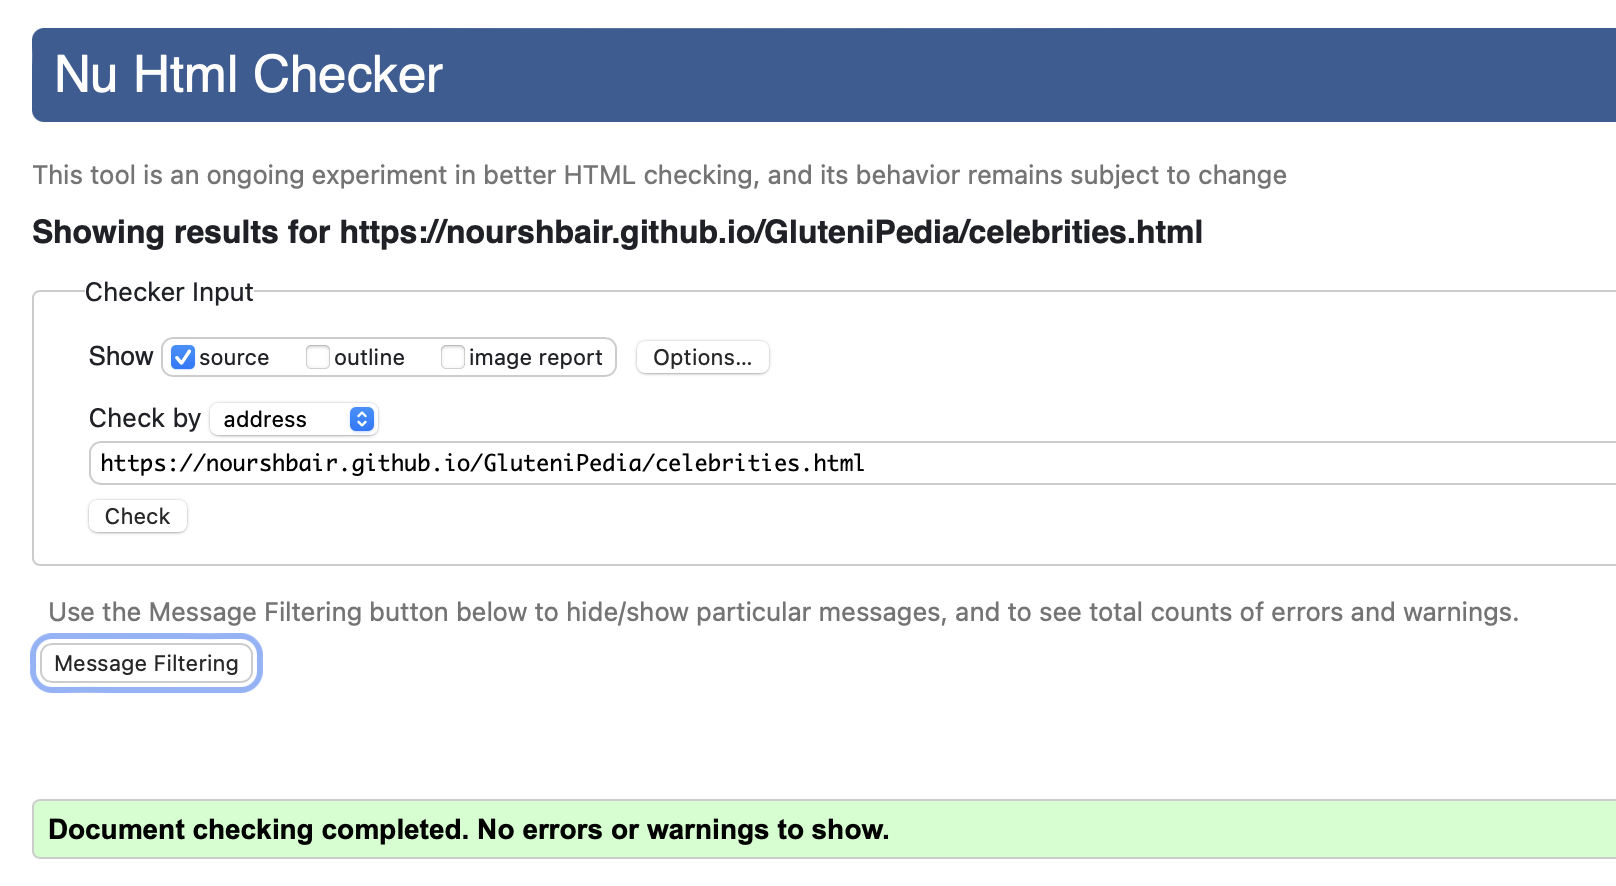 Nu Html Checker
This tool is an ongoing experiment in better HTML checking, and its behavior remains subject to change
Showing results for https://nourshbair.github.io/GluteniPedia/celebrities.html
Checker Input
Show source outline image report Options...
Check by address
https://nourshbair.github.io/GluteniPedia/celebrities.html
Check
Use the Message Filtering button below to hide/show particular messages, and to see total counts of errors and warnings.
Message Filtering
Document checking completed. No errors or warnings to show.